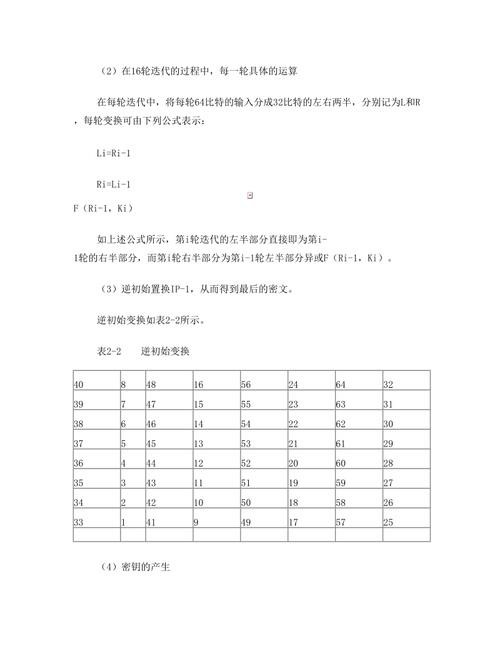 （2）在16轮迭代的过程中，每一轮具体的运算
在每轮迭代中，将每轮64比特的输入分成32比特的左右两半，分别记为L和R
，每轮变换可由下列公式表示：
Li=Ri-1
Ri=Li-1
F（Ri-1，Ki）
如上述公式所示，第i轮迭代的左半部分直接即为第i-
1轮的右半部分，而第i轮右半部分为第i-1轮左半部分异或F（Ri-1，Ki）。
（3）逆初始置换IP-1，从而得到最后的密文。
逆初始变换如表2-2所示。
表2-2 逆初始变换
40 8 48 16 56 24 64 32
39 7 47 15 55 23 63 31
38 6 46 14 54 22 62 30
37 5 45 13 53 21 61 29
36 4 44 12 52 20 60 28
35 3 43 11 51 19 59 27
34 2 42 10 50 18 58 26
33 1 41 9 49 17 57 25
（4）密钥的产生